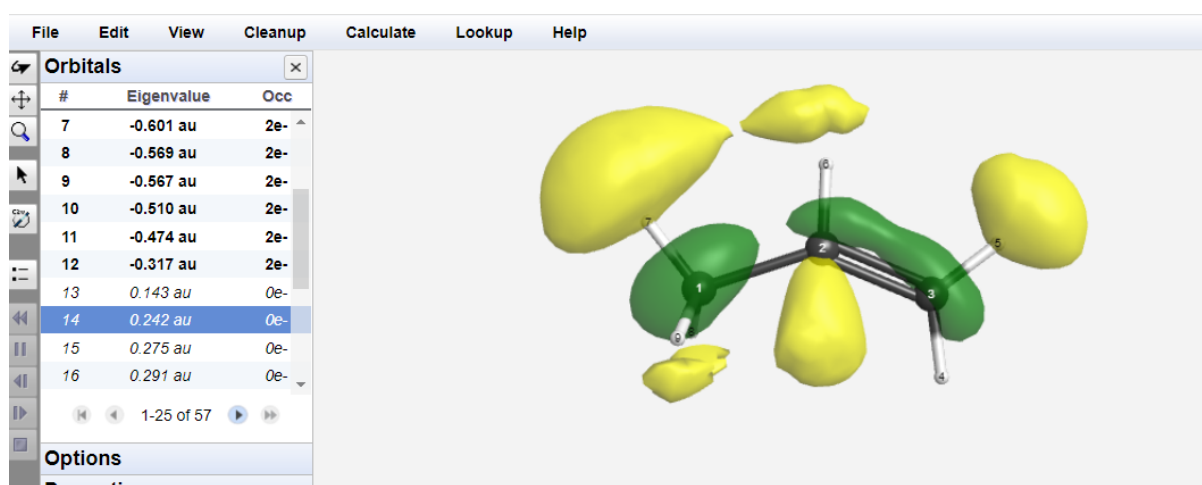 File Edit View Cleanup Calculate Lookup Help
Orbitals ×
# Eigenvalue Occ
7 -0.601 au 2e-
8 -0.569 au 2e-
9 -0.567 au 2e-
10 -0.510 au 2e-
11 -0.474 au 2e-
12 -0.317 au 2e-
13 0.143 au 0e-
14 0.242 au 0e-
15 0.275 au 0e-
16 0.291 au 0e-
1-25 of 57
Options
6
7
2
5
1
3
9 8
4